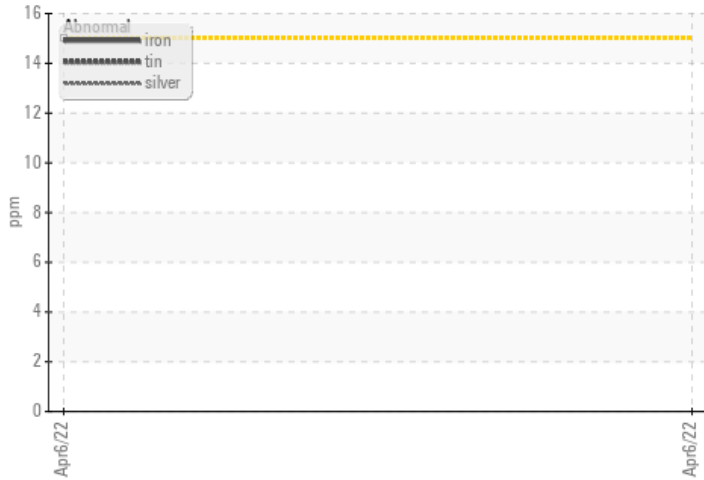 16
Abnormal
iron
tin
silver
14
12
10
8
6
4
2
0
ppm
Apr6/22
Apr6/22